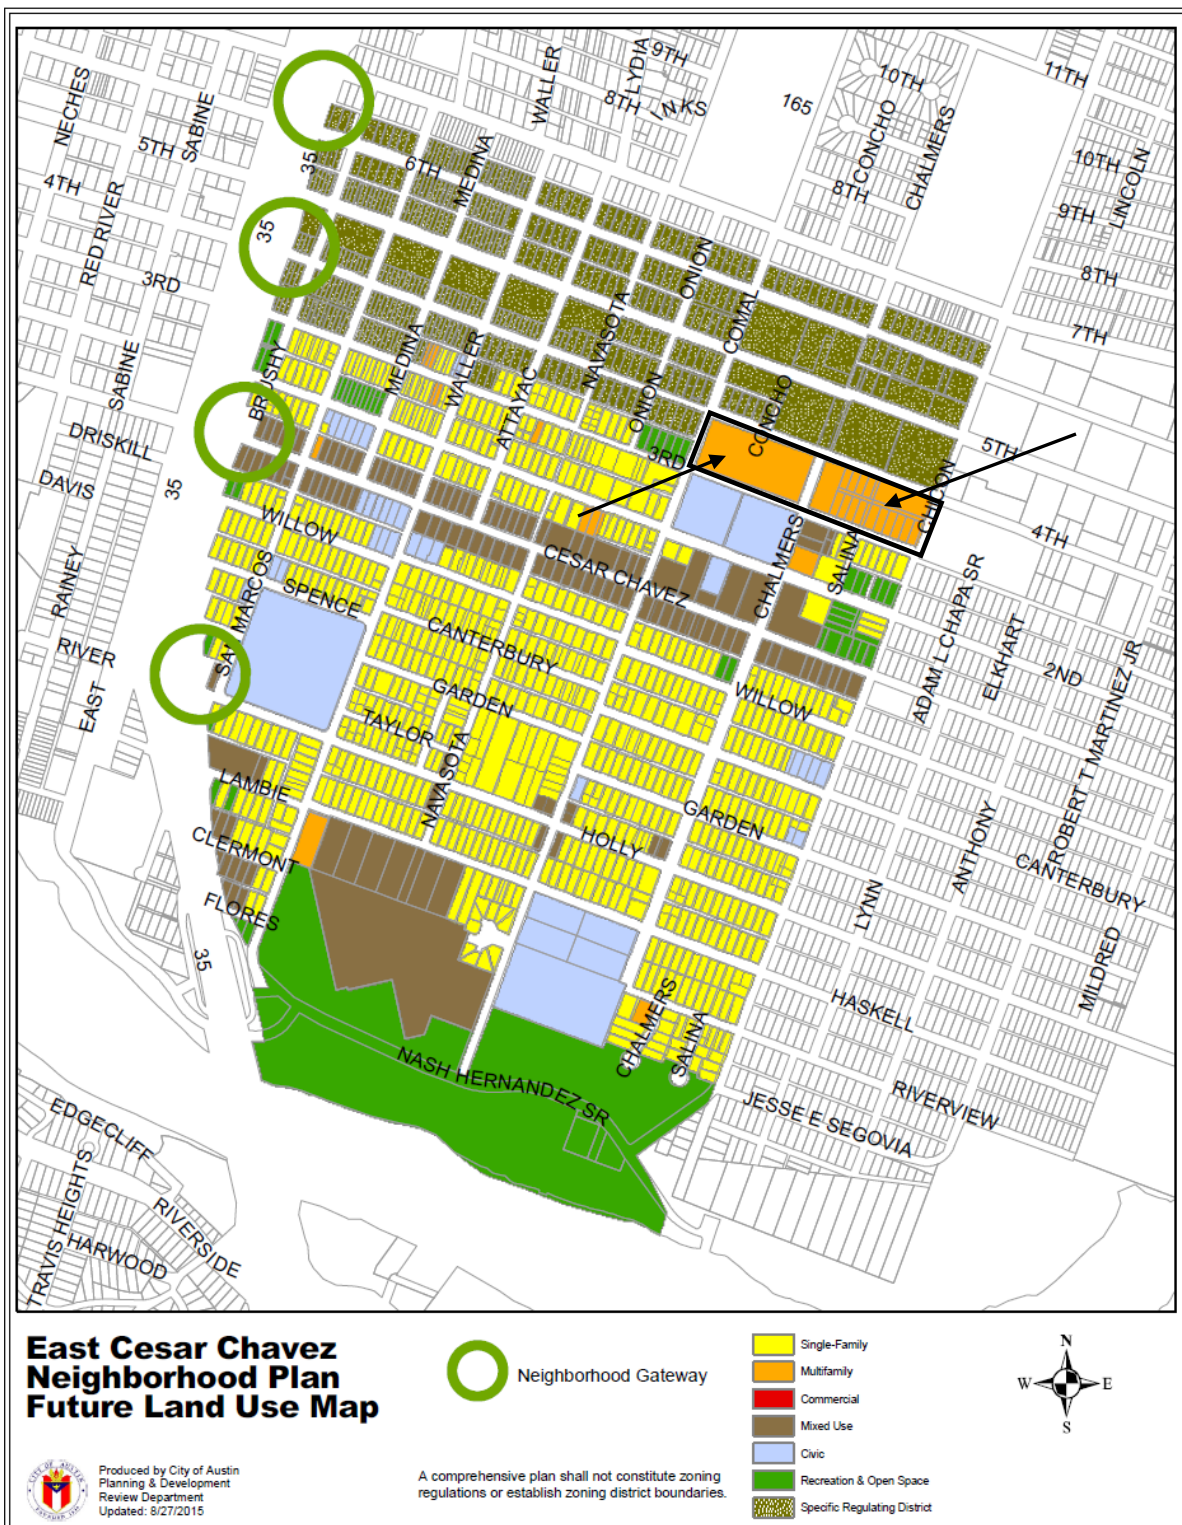 NECHES
SABINE
5TH
4TH
RED RIVER
3RD
35
35
6TH
MEDINA
WALLER
LYDIA
9TH
8TH
INKS
165
10TH
11TH
CONCHO
CHALMERS
8TH
10TH
LINCOLN
9TH
8TH
7TH
ONION
NAVASOTA
COMAL
SABINE
BRUSHY
MEDINA
WALLER
ATTAYAC
ONION
CONCHO
3RD
5TH
CHICON
4TH
DRISKILL
DAVIS
35
RAINEY
RIVER
EAST
WILLOW
SAN MARCOS
SPENCE
CESAR CHAVEZ
CHALMERS
SALINA
CANTERBURY
GARDEN
TAYLOR
NAVASOTA
WILLOW
ADAM L CHAPA SR
ELKHART
2ND
ROBERT T MARTINEZ JR
LAMBIE
CLERMONT
FLORES
35
HOLLY
GARDEN
ANTHONY
LYNN
CANTERBURY
MILDRED
HASKELL
CHALMERS
SALINA
NASH HERNANDEZ SR
RIVERVIEW
JESSE E SEGOVIA
EDGECLIFF
TRAVIS HEIGHTS
RIVERSIDE
HARWOOD
East Cesar Chavez
Neighborhood Plan
Future Land Use Map
Neighborhood Gateway
Single-Family
Multifamily
Commercial
Mixed Use
Civic
Recreation & Open Space
Specific Regulating District
N
W
E
S
CITY OF AUSTIN
Produced by City of Austin
Planning & Development
Review Department
Updated: 8/27/2015
A comprehensive plan shall not constitute zoning
regulations or establish zoning district boundaries.